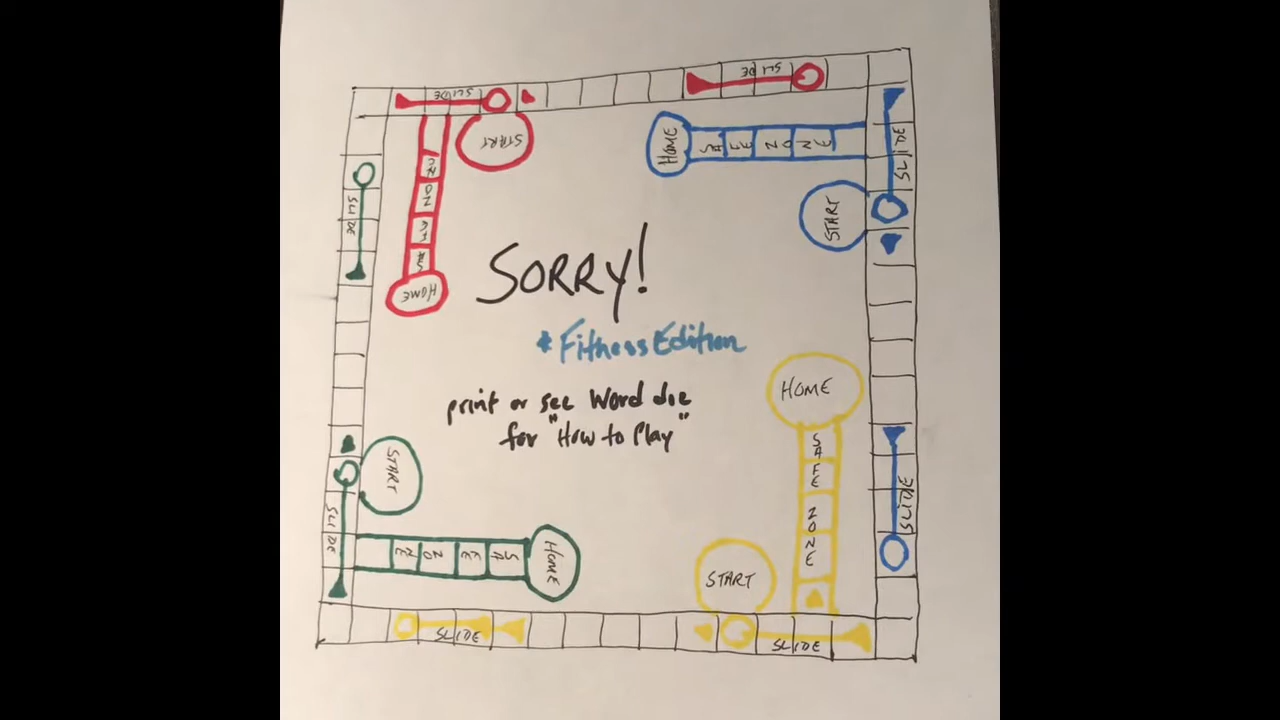 SLIDE
SLIDE
START
HOME
SAFE ZONE
SLIDE
SAFE ZONE
START
SLIDE
HOME
SORRY!
*Fitness Edition
HOME
print or see Word doc
for "How to Play"
START
SAFE ZONE
SLIDE
SLIDE
SAFE ZONE
HOME
START
SLIDE
SLIDE